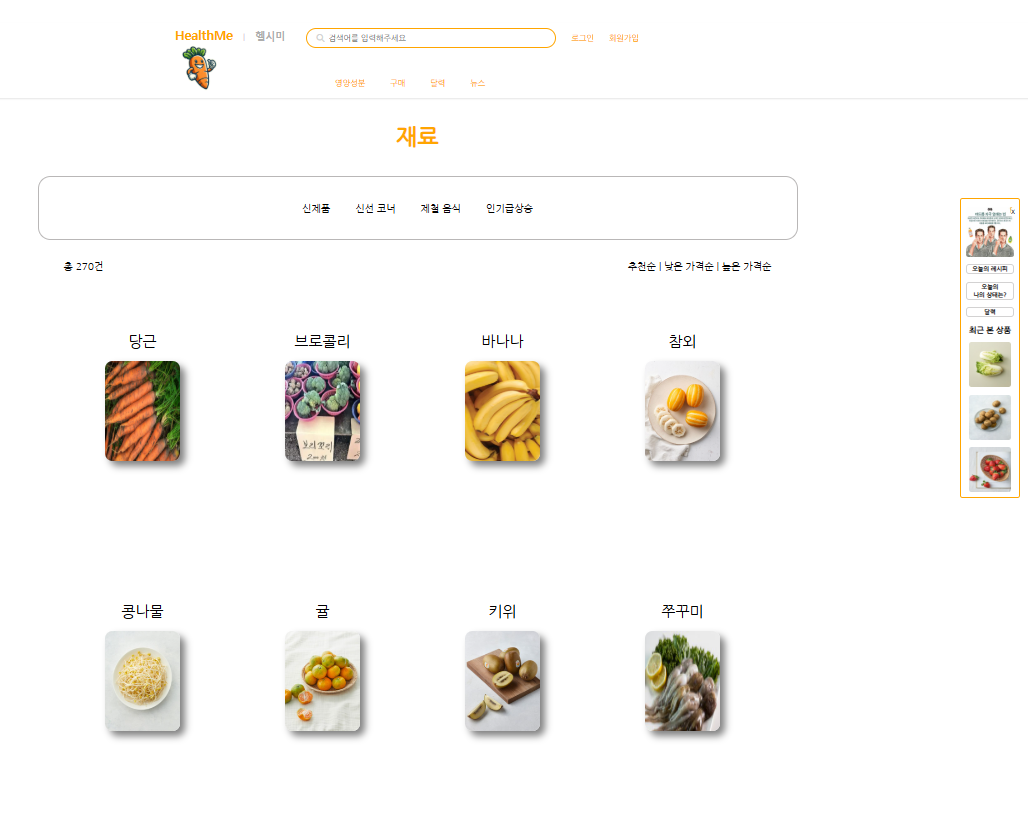 HealthMe | 헬시미
검색어를 입력해주세요
로그인 회원가입
영양성분 구매 달력 뉴스
재료
신제품 신선 코너 제철 음식 인기급상승
총 270건
추천순 | 낮은 가격순 | 높은 가격순
당근 브로콜리 바나나 참외
콩나물 귤 키위 쭈꾸미
X
오늘의 레시피
오늘의
나의 상태는?
달력
최근 본 상품